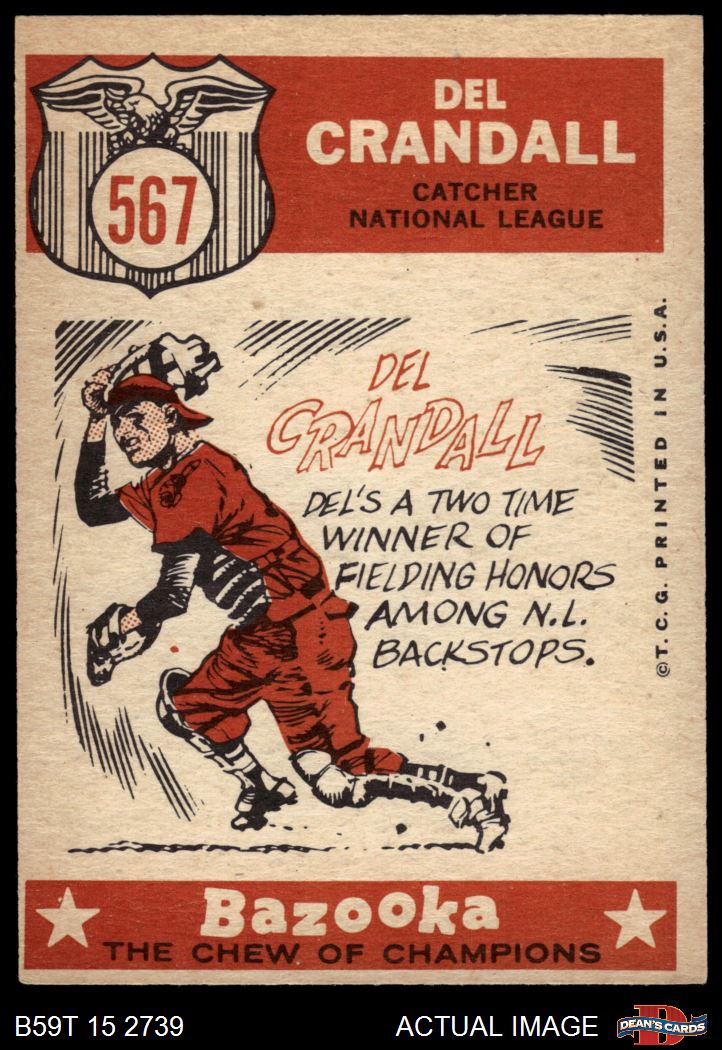 DEL
CRANDALL
CATCHER
NATIONAL LEAGUE
567
DEL
CRANDALL
DEL'S A TWO TIME
WINNER OF
FIELDING HONORS
AMONG N.L.
BACKSTOPS.
© T. C. G. PRINTED IN U.S.A.
Bazooka
THE CHEW OF CHAMPIONS
B59T 15 2739
ACTUAL IMAGE
D
DEAN'S CARDS